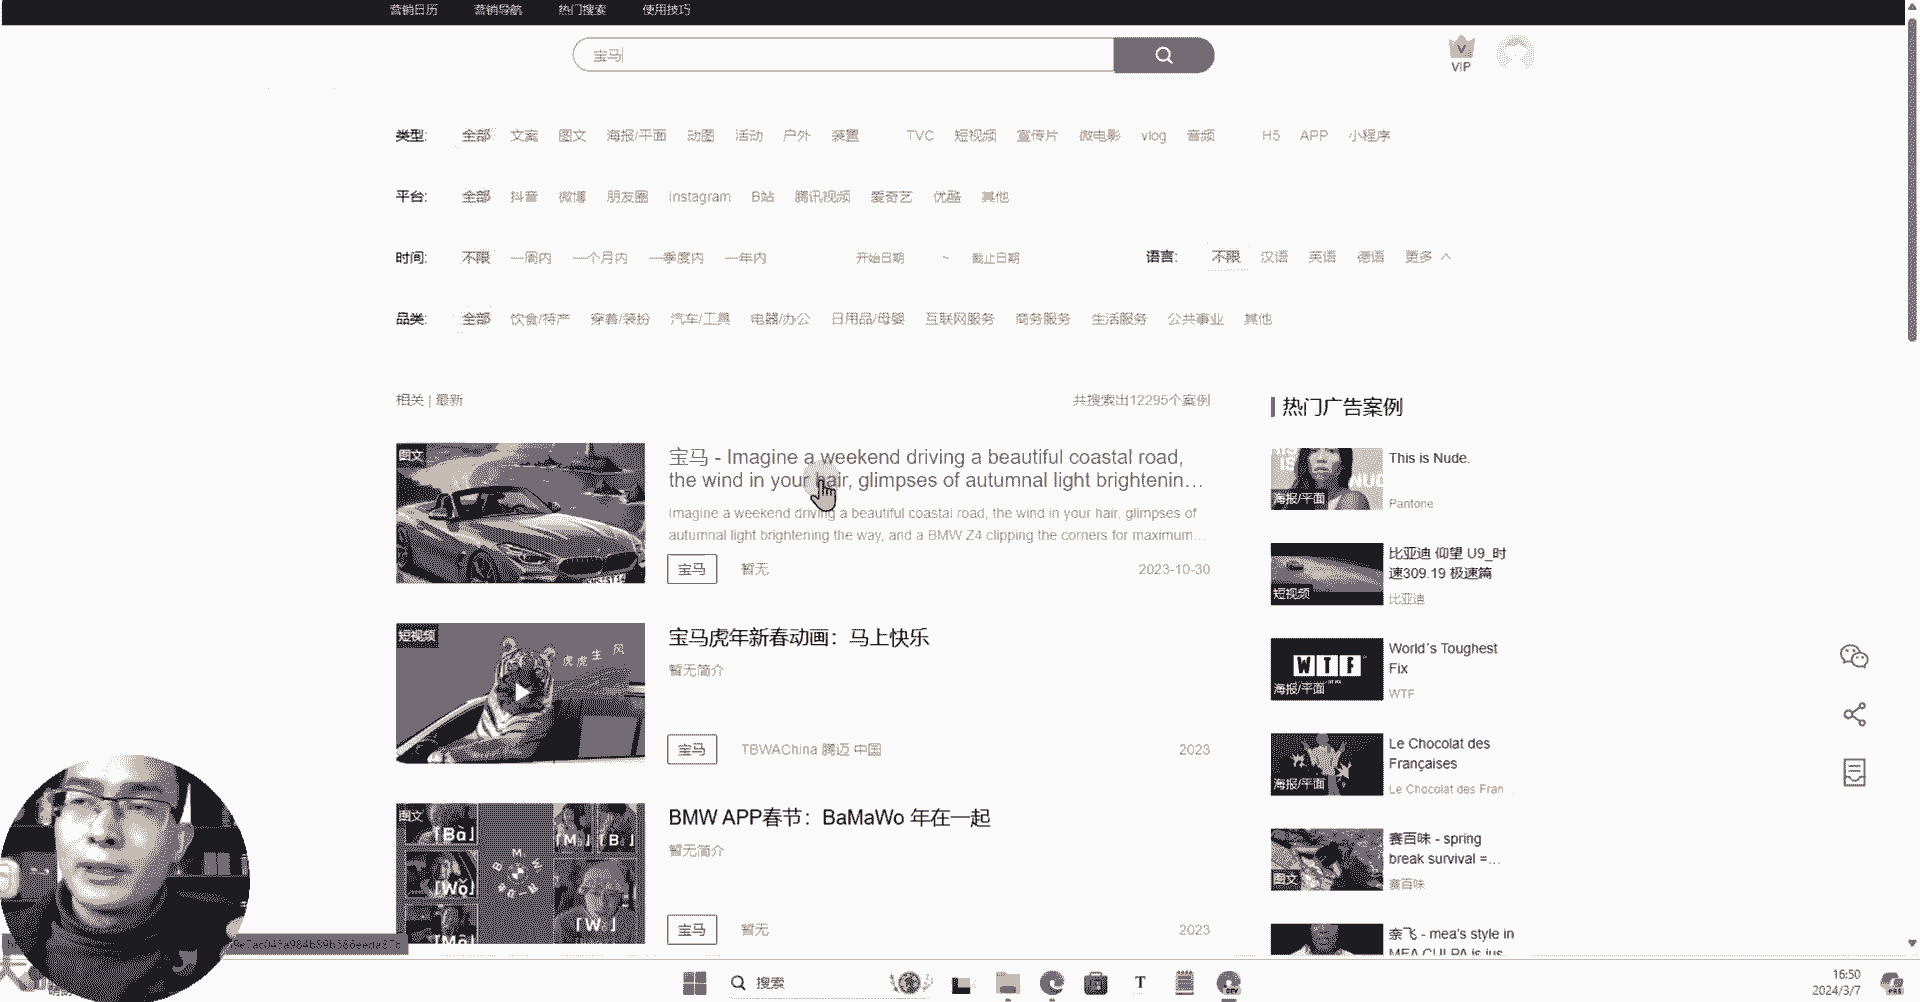 营销日历 营销导航 热门搜索 使用技巧
宝马
VIP
类型: 全部 文案 图文 海报/平面 动图 活动 户外 装置 TVC 短视频 宣传片 微电影 vlog 音频 H5 APP 小程序
平台: 全部 抖音 微博 朋友圈 Instagram B站 腾讯视频 爱奇艺 优酷 其他
时间: 不限 一周内 一个月内 一季度内 一年内 开始日期 ~ 截止日期 语言: 不限 汉语 英语 德语 更多
品类: 全部 饮食/特产 穿着/装扮 汽车/工具 电器/办公 日用品/母婴 互联网服务 商务服务 生活服务 公共事业 其他
相关 | 最新 共搜索出12295个案例
图文
宝马 - Imagine a weekend driving a beautiful coastal road,
the wind in your hair, glimpses of autumnal light brightenin...
Imagine a weekend driving a beautiful coastal road, the wind in your hair, glimpses of
autumnal light brightening the way, and a BMW Z4 clipping the corners for maximum...
宝马 暂无 2023-10-30
短视频
虎虎生风
宝马虎年新春动画：马上快乐
暂无简介
宝马 TBWAChina 腾迈 中国 2023
图文
BMW APP春节：BaMaWo 年在一起
暂无简介
宝马 暂无 2023
热门广告案例
海报/平面
This is Nude.
Pantone
短视频
比亚迪 仰望 U9_时
速309.19 极速篇
比亚迪
WTF
海报/平面
World's Toughest
Fix
WTF
海报/平面
Le Chocolat des
Françaises
Le Chocolat des Fran
图文
赛百味 - spring
break survival =...
赛百味
奈飞 - mea's style in
MEA CULPA is jus-
搜索
T
DEV
16:50
2024/3/7